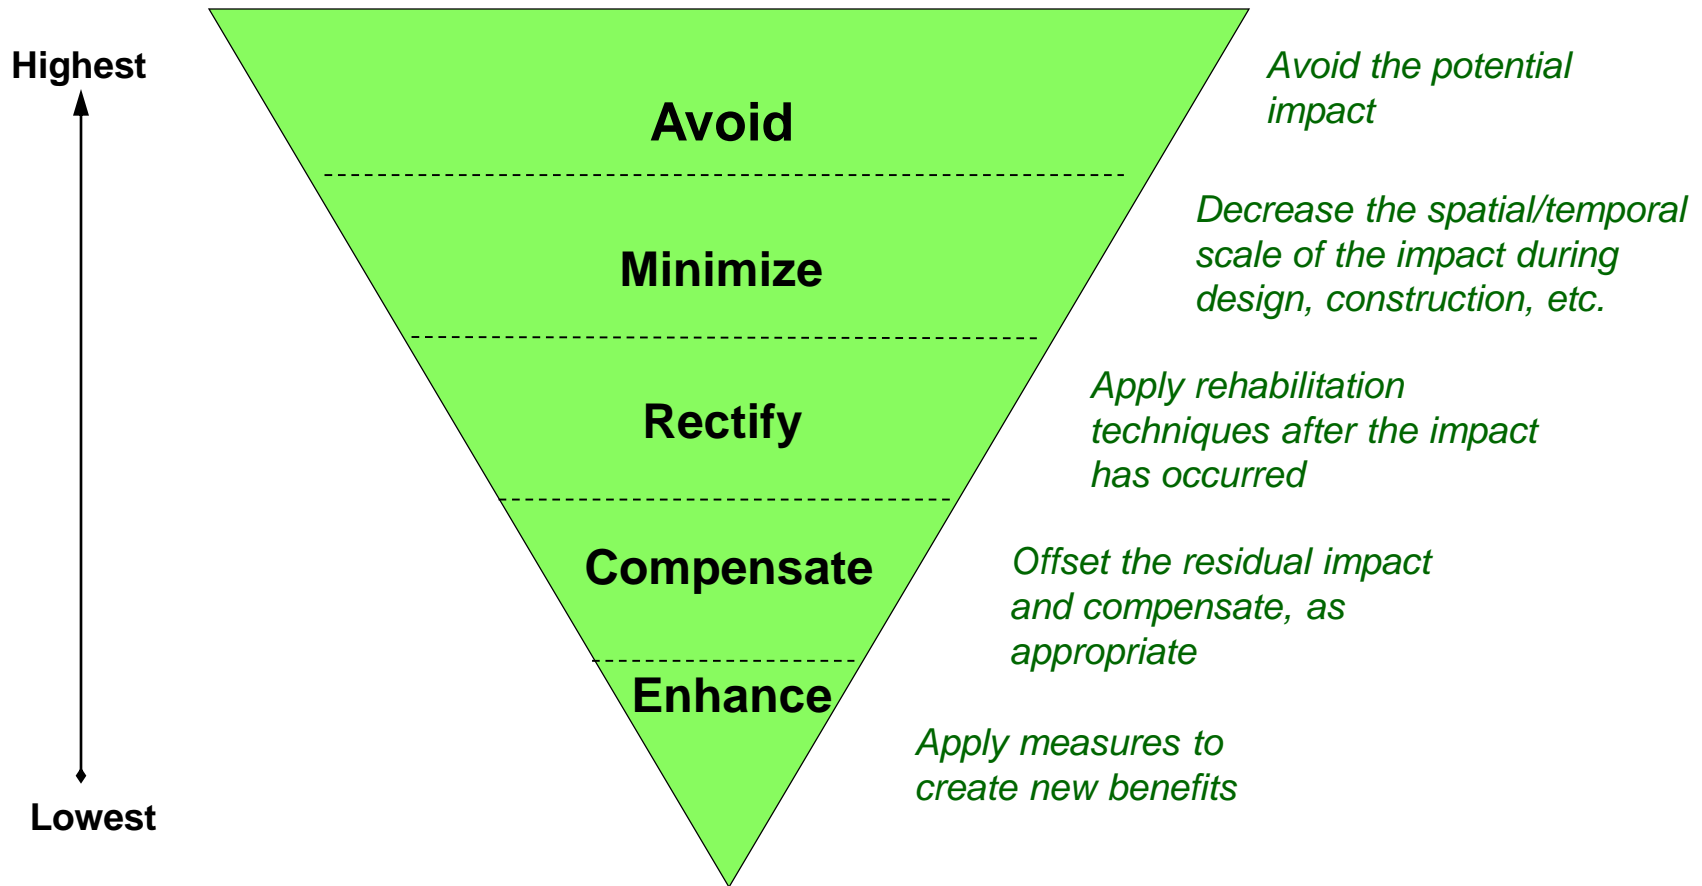 Highest
Avoid
Avoid the potential
impact
Minimize
Decrease the spatial/temporal
scale of the impact during
design, construction, etc.
Rectify
Apply rehabilitation
techniques after the impact
has occurred
Compensate
Offset the residual impact
and compensate, as
appropriate
Enhance
Apply measures to
create new benefits
Lowest